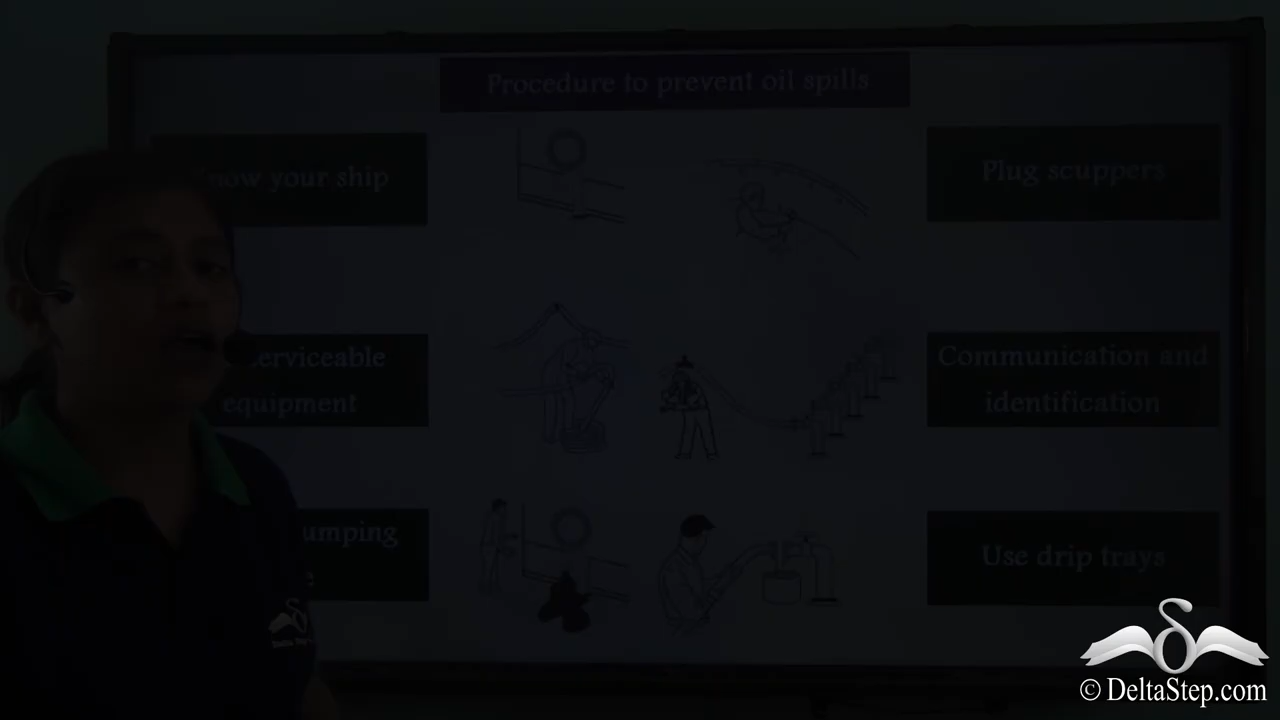 Procedure to prevent oil spills
now your ship
Plug scuppers
erviceable
equipment
Communication and
identification
umping
Use drip trays
© DeltaStep.com